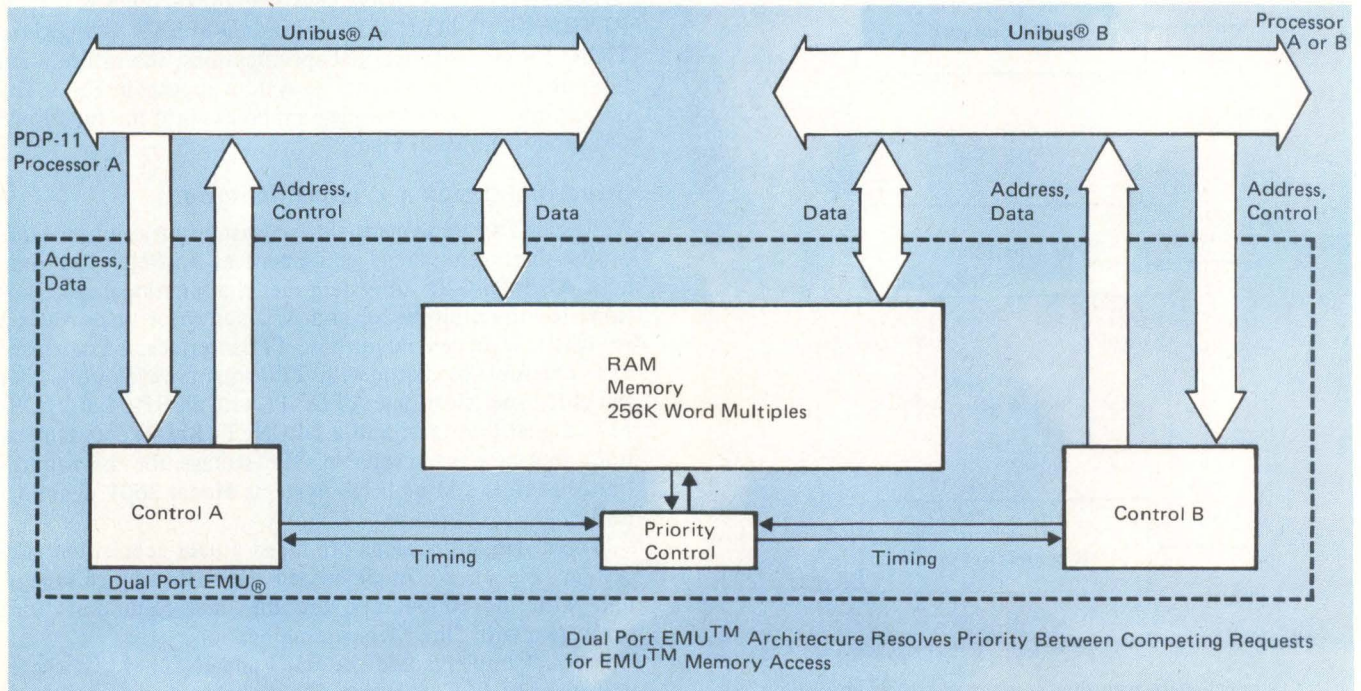 Unibus® A
Unibus® B
Processor
A or B
PDP-11
Processor A
Address,
Control
Data
Data
Address,
Data
Address,
Control
Address,
Data
RAM
Memory
256K Word Multiples
Control A
Priority
Control
Control B
Timing
Timing
Dual Port EMU®
Dual Port EMU™ Architecture Resolves Priority Between Competing Requests
for EMU™ Memory Access